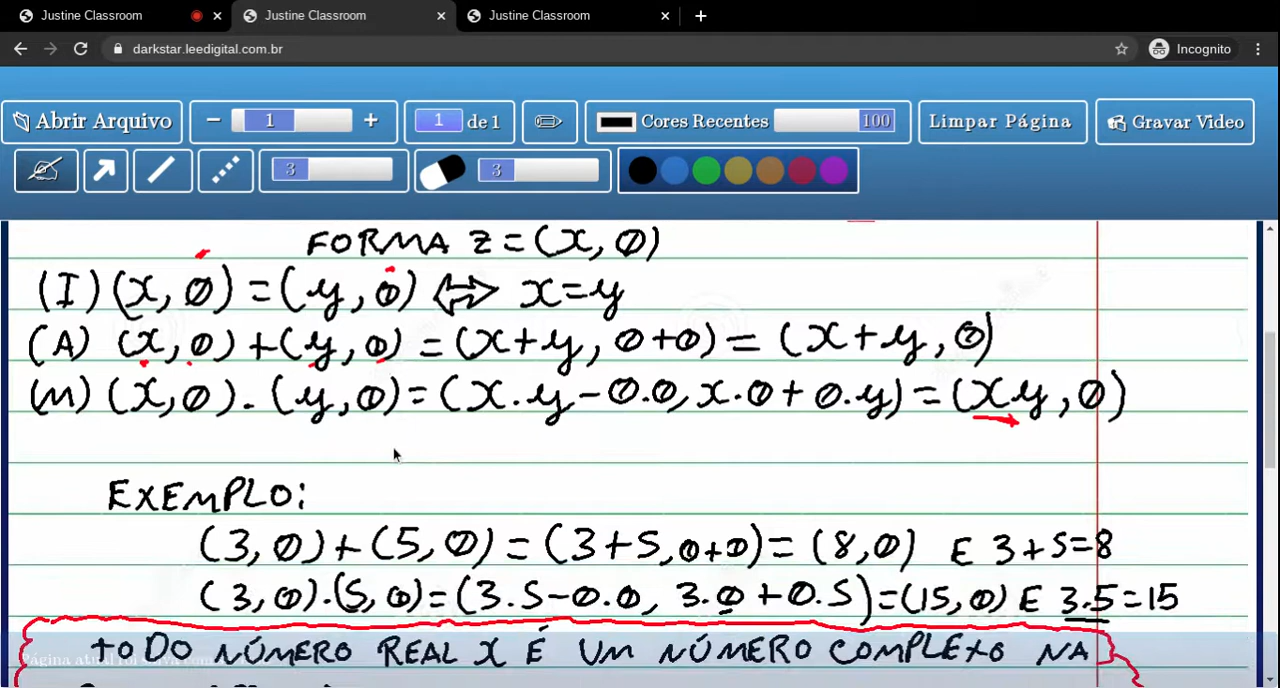 Justine Classroom
Justine Classroom
Justine Classroom
darkstar.leedigital.com.br
Incognito
Abrir Arquivo
− 1 +
1 de 1
Cores Recentes 100
Limpar Página
Gravar Video
3
3
FORMA Z = (x, 0)
(I) (x, 0) = (y, 0) ⇔ x = y
(A) (x, 0) + (y, 0) = (x+y, 0+0) = (x+y, 0)
(M) (x, 0) . (y, 0) = (x.y − 0.0, x.0 + 0.y) = (xy, 0)
EXEMPLO:
(3, 0) + (5, 0) = (3+5, 0+0) = (8, 0) E 3+5=8
(3, 0) . (5, 0) = (3.5 − 0.0, 3.0 + 0.5) = (15, 0) E 3.5=15
toDO NÚMERO REAL X É UM NÚMERO COMPLEXO NA